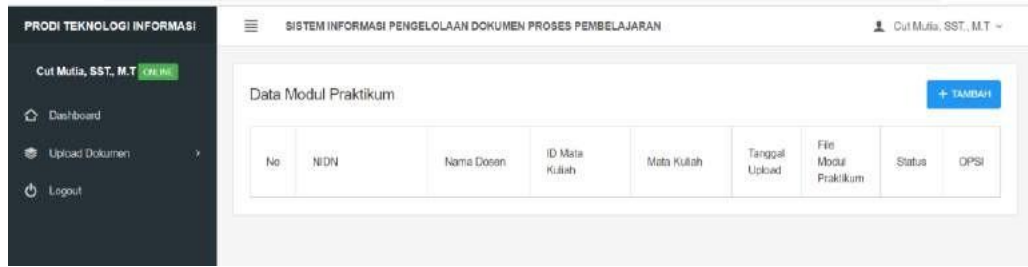 PRODI TEKNOLOGI INFORMASI
SISTEM INFORMASI PENGELOLAAN DOKUMEN PROSES PEMBELAJARAN
Cut Mutia, SST., M.T
Cut Mutia, SST., M.T ONLINE
Dashboard
Upload Dokumen
Logout
Data Modul Praktikum
+ TAMBAH
No
NIDN
Nama Dosen
ID Mata
Kuliah
Mata Kuliah
Tanggal
Upload
File
Modul
Praktikum
Status
OPSI